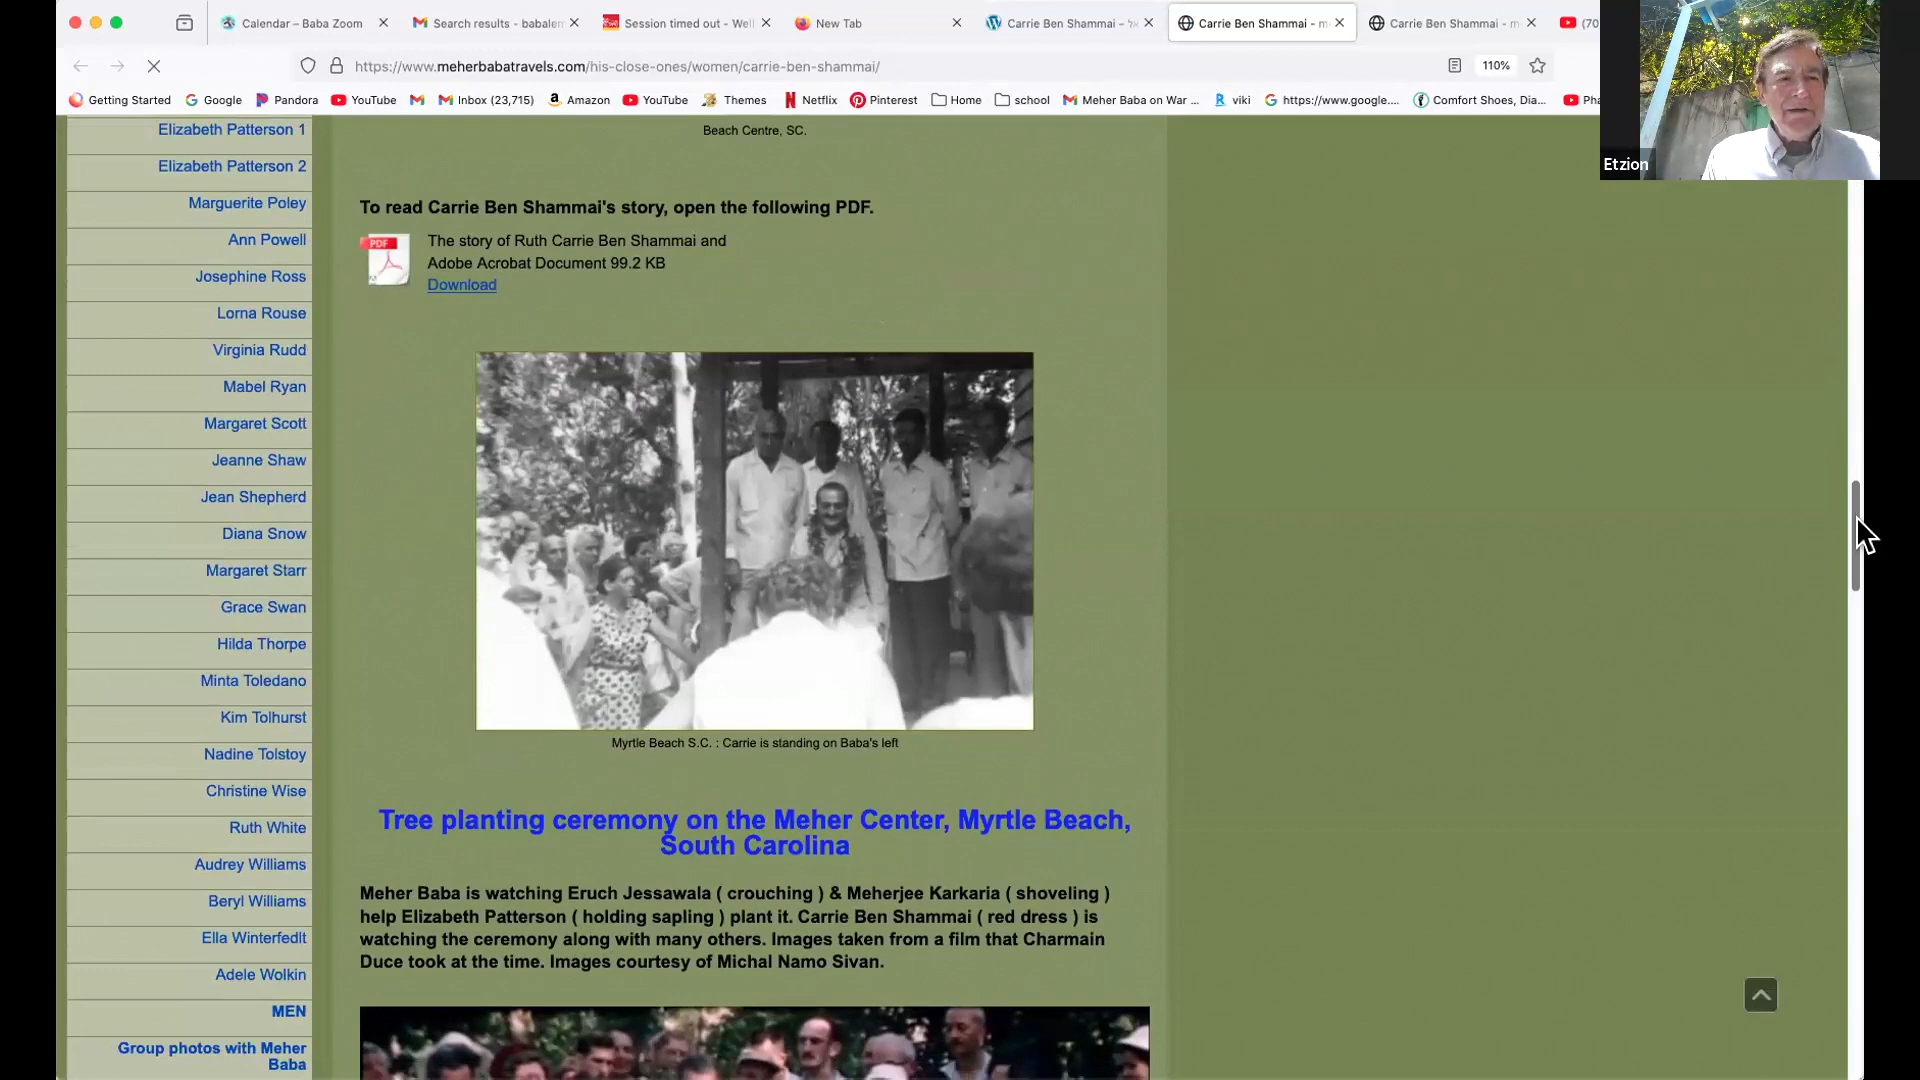 Calendar – Baba Zoom
Search results - babalen
Session timed out - Well
New Tab
Carrie Ben Shammai –
Carrie Ben Shammai - m
Carrie Ben Shammai - m
(70
https://www.meherbabatravels.com/his-close-ones/women/carrie-ben-shammai/
110%
Getting Started
Google
Pandora
YouTube
Inbox (23,715)
Amazon
YouTube
Themes
Netflix
Pinterest
Home
school
Meher Baba on War ...
viki
https://www.google....
Comfort Shoes, Dia...
Pha
Etzion
Elizabeth Patterson 1
Elizabeth Patterson 2
Marguerite Poley
Ann Powell
Josephine Ross
Lorna Rouse
Virginia Rudd
Mabel Ryan
Margaret Scott
Jeanne Shaw
Jean Shepherd
Diana Snow
Margaret Starr
Grace Swan
Hilda Thorpe
Minta Toledano
Kim Tolhurst
Nadine Tolstoy
Christine Wise
Ruth White
Audrey Williams
Beryl Williams
Ella Winterfedlt
Adele Wolkin
MEN
Group photos with Meher
Baba
Beach Centre, SC.
To read Carrie Ben Shammai's story, open the following PDF.
PDF
The story of Ruth Carrie Ben Shammai and
Adobe Acrobat Document 99.2 KB
Download
Myrtle Beach S.C. ; Carrie is standing on Baba's left
Tree planting ceremony on the Meher Center, Myrtle Beach,
South Carolina
Meher Baba is watching Eruch Jessawala ( crouching ) & Meherjee Karkaria ( shoveling )
help Elizabeth Patterson ( holding sapling ) plant it. Carrie Ben Shammai ( red dress ) is
watching the ceremony along with many others. Images taken from a film that Charmain
Duce took at the time. Images courtesy of Michal Namo Sivan.